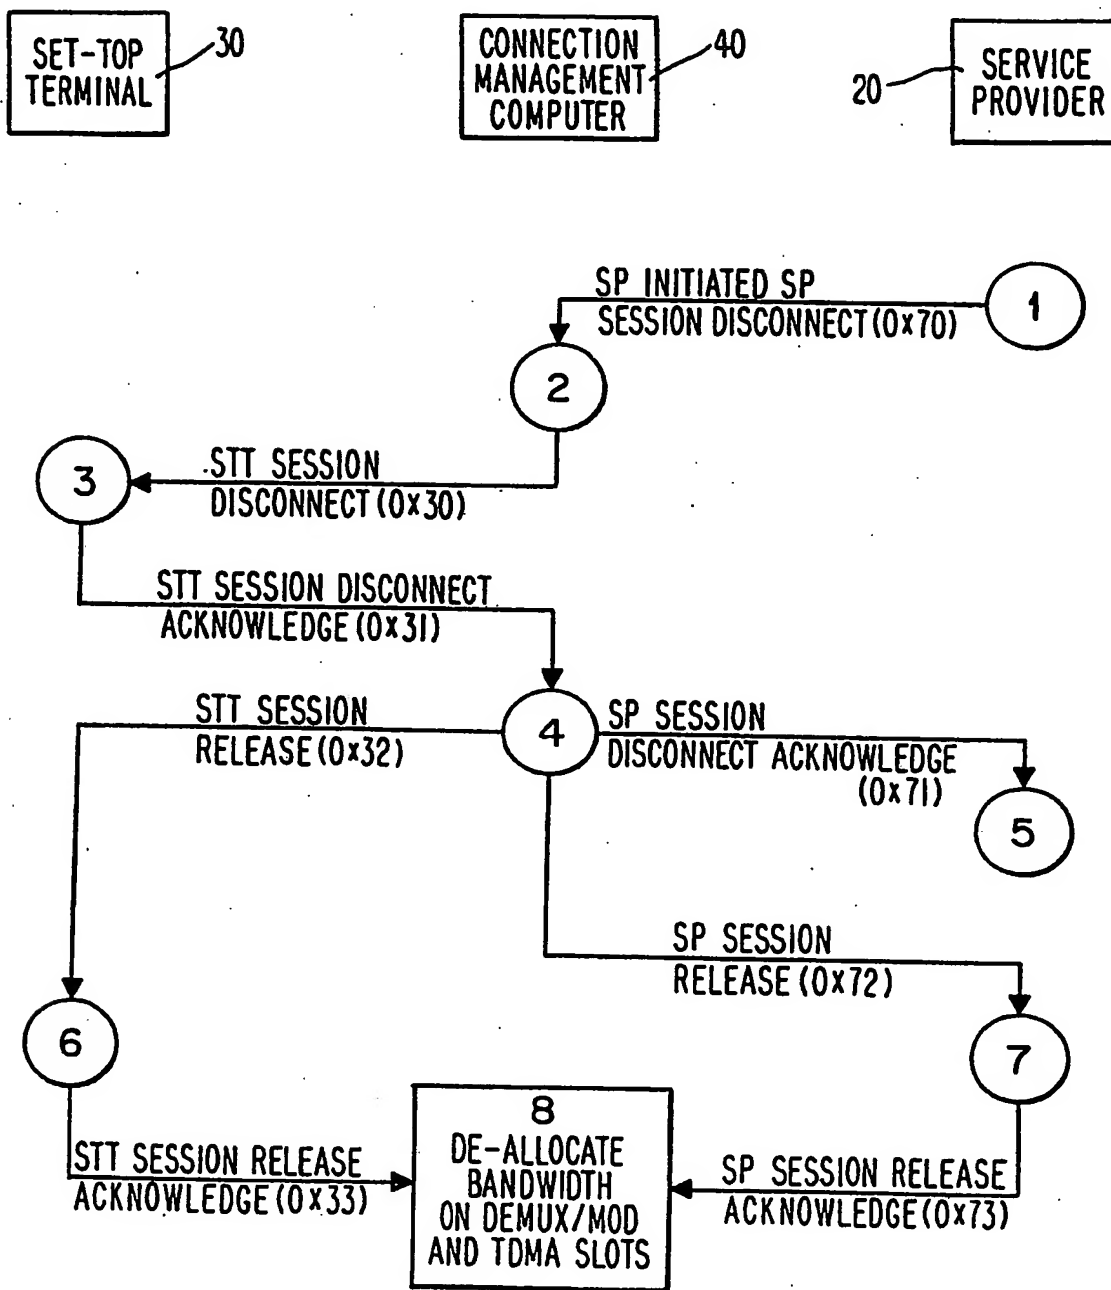 SET-TOP
TERMINAL
30
CONNECTION
MANAGEMENT
COMPUTER
40
20
SERVICE
PROVIDER
SP INITIATED SP
SESSION DISCONNECT (0x70)
1
2
3
STT SESSION
DISCONNECT (0x30)
STT SESSION DISCONNECT
ACKNOWLEDGE (0x31)
STT SESSION
RELEASE (0x32)
4
SP SESSION
DISCONNECT ACKNOWLEDGE
(0x71)
5
SP SESSION
RELEASE (0x72)
6
7
STT SESSION RELEASE
ACKNOWLEDGE (0x33)
8
DE-ALLOCATE
BANDWIDTH
ON DEMUX/MOD
AND TDMA SLOTS
SP SESSION RELEASE
ACKNOWLEDGE (0x73)